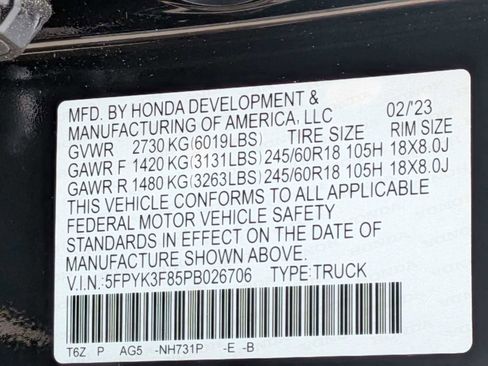 MFD. BY HONDA DEVELOPMENT &
MANUFACTURING OF AMERICA, LLC 02/'23
GVWR 2730 KG(6019LBS) TIRE SIZE RIM SIZE
GAWR F 1420 KG(3131LBS) 245/60R18 105H 18X8.0J
GAWR R 1480 KG(3263LBS) 245/60R18 105H 18X8.0J
THIS VEHICLE CONFORMS TO ALL APPLICABLE
FEDERAL MOTOR VEHICLE SAFETY
STANDARDS IN EFFECT ON THE DATE OF
MANUFACTURE SHOWN ABOVE.
V.I.N.:5FPYK3F85PB026706 TYPE:TRUCK
T6Z P AG5 -NH731P -E -B